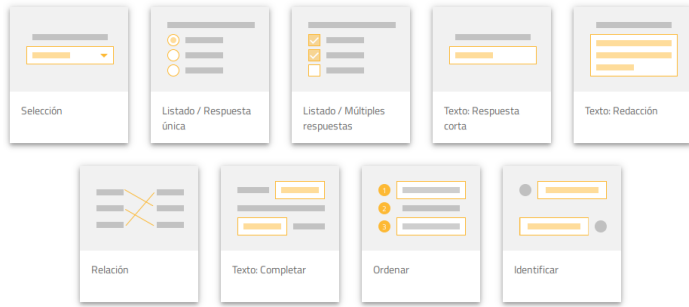 Selección
Listado / Respuesta
única
Listado / Múltiples
respuestas
Texto: Respuesta
corta
Texto: Redacción
1
2
3
Relación
Texto: Completar
Ordenar
Identificar